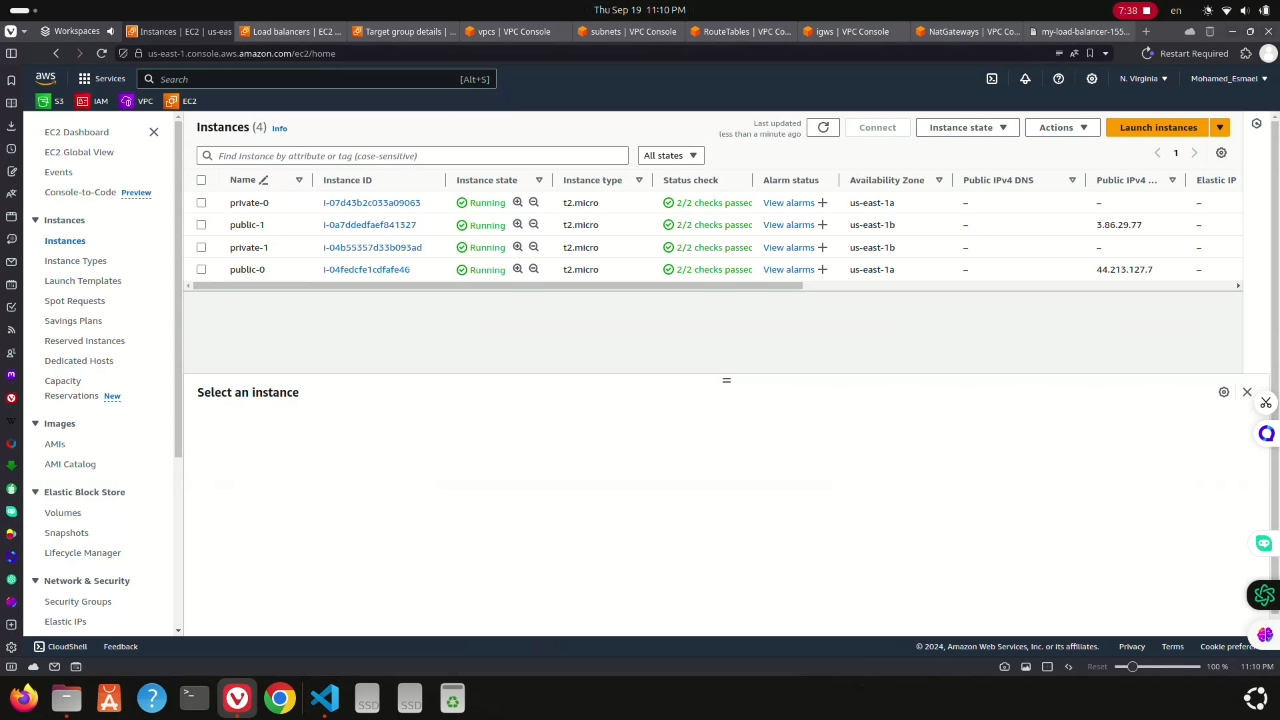 Thu Sep 19  11:10 PM
7:38
en
Workspaces
Instances | EC2 | us-eas
Load balancers | EC2 ...
Target group details | ...
vpcs | VPC Console
subnets | VPC Console
RouteTables | VPC Co...
igws | VPC Console
NatGateways | VPC Co...
my-load-balancer-155...
us-east-1.console.aws.amazon.com/ec2/home
Restart Required
aws
Services
Search
[Alt+S]
N. Virginia
Mohamed_Esmael
S3
IAM
VPC
EC2
EC2 Dashboard
EC2 Global View
Events
Console-to-Code Preview
Instances
Instances
Instance Types
Launch Templates
Spot Requests
Savings Plans
Reserved Instances
Dedicated Hosts
Capacity
Reservations New
Images
AMIs
AMI Catalog
Elastic Block Store
Volumes
Snapshots
Lifecycle Manager
Network & Security
Security Groups
Elastic IPs
Instances (4) Info
Last updated
less than a minute ago
Connect
Instance state
Actions
Launch instances
Find Instance by attribute or tag (case-sensitive)
All states
1
Name Instance ID Instance state Instance type Status check Alarm status Availability Zone Public IPv4 DNS Public IPv4 ... Elastic IP
private-0 i-07d43b2c033a09063 Running t2.micro 2/2 checks passec View alarms + us-east-1a – – –
public-1 i-0a7ddedfaef841327 Running t2.micro 2/2 checks passec View alarms + us-east-1b – 3.86.29.77 –
private-1 i-04b55357d33b093ad Running t2.micro 2/2 checks passec View alarms + us-east-1b – – –
public-0 i-04fedcfe1cdfafe46 Running t2.micro 2/2 checks passec View alarms + us-east-1a – 44.213.127.7 –
Select an instance
CloudShell
Feedback
© 2024, Amazon Web Services, Inc. or its affiliates.
Privacy
Terms
Cookie prefere
Reset
100 %
11:10 PM
SSD
SSD